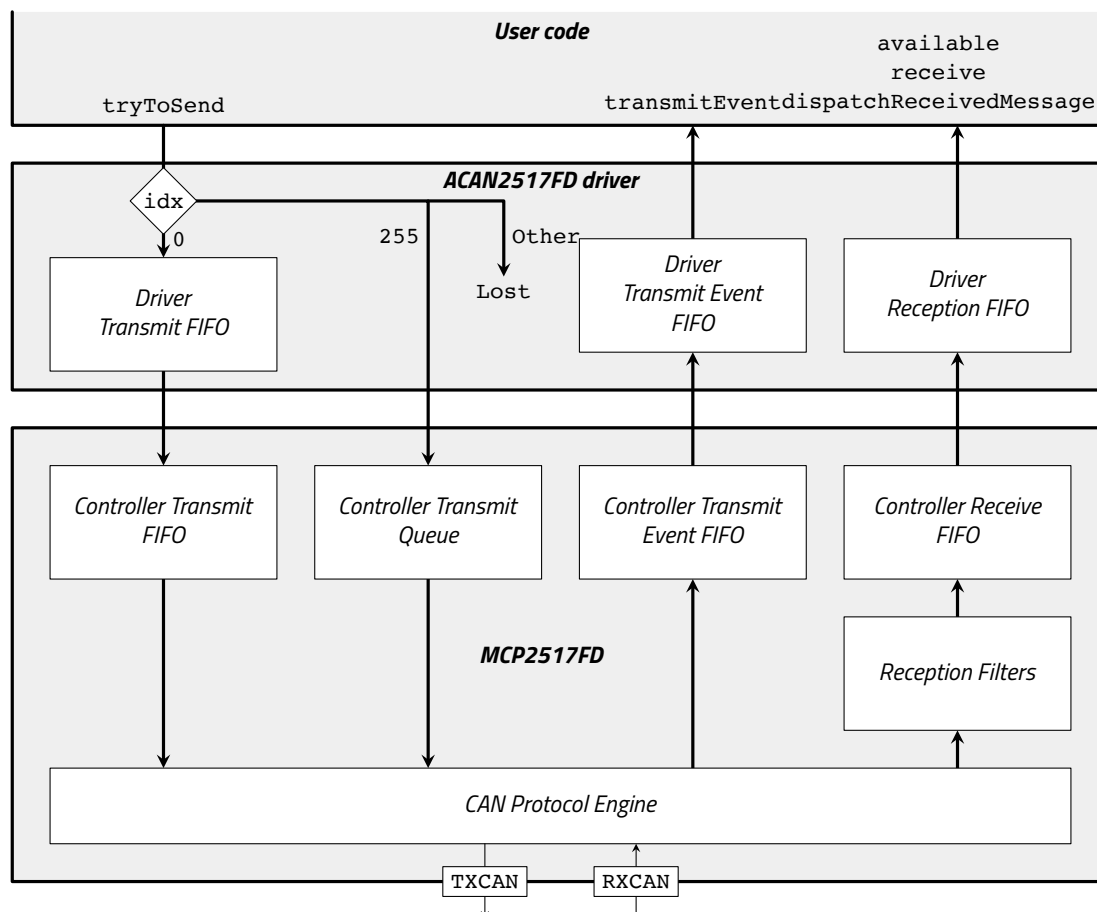 User code
available
receive
tryToSend
transmitEvent
dispatchReceivedMessage
ACAN2517FD driver
idx
0
255
Other
Lost
Driver
Transmit FIFO
Driver
Transmit Event
FIFO
Driver
Reception FIFO
Controller Transmit
FIFO
Controller Transmit
Queue
Controller Transmit
Event FIFO
Controller Receive
FIFO
MCP2517FD
Reception Filters
CAN Protocol Engine
TXCAN
RXCAN